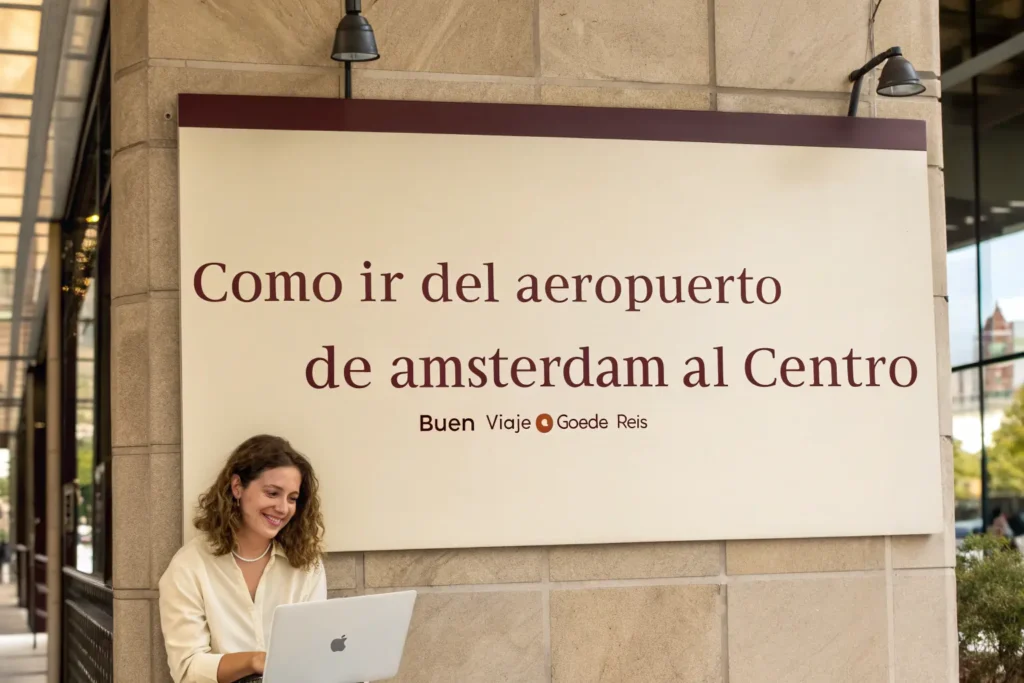 Como ir del aeropuerto
de amsterdam al Centro
Buen Viaje Goede Reis